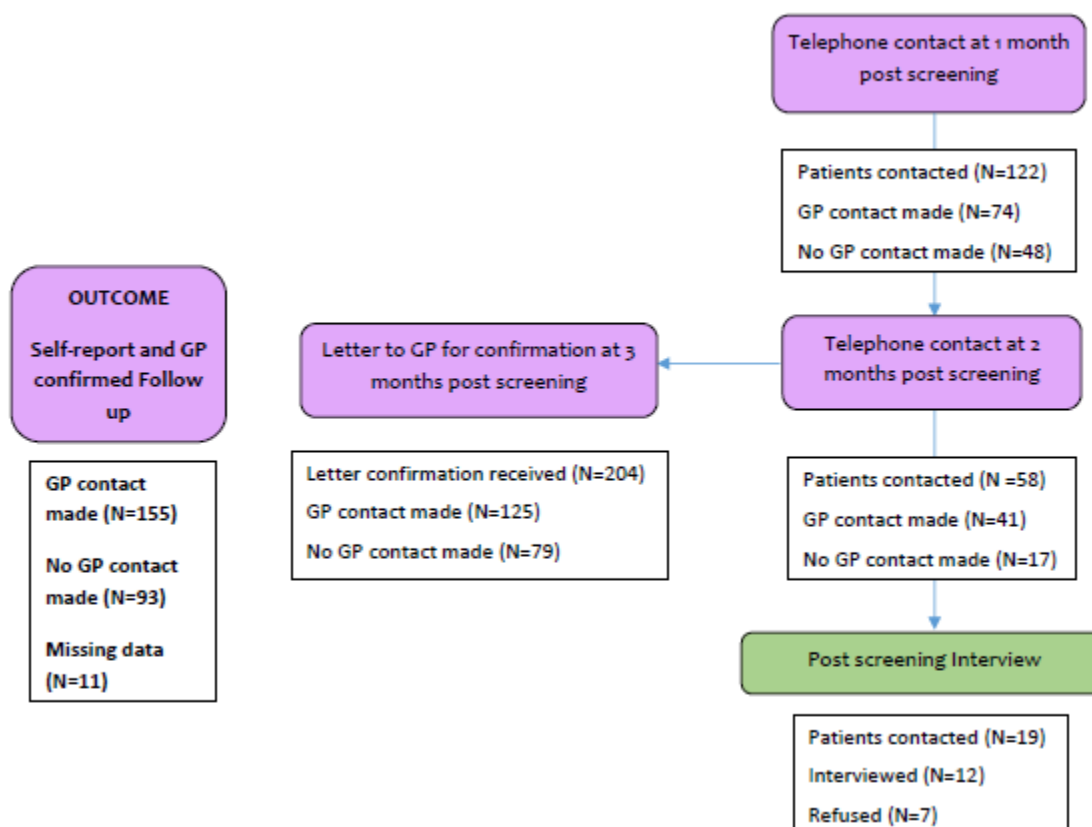 Telephone contact at 1 month
post screening
Patients contacted (N=122)
GP contact made (N=74)
No GP contact made (N=48)
Telephone contact at 2
months post screening
Patients contacted (N =58)
GP contact made (N=41)
No GP contact made (N=17)
Post screening Interview
Patients contacted (N=19)
Interviewed (N=12)
Refused (N=7)
Letter to GP for confirmation at 3
months post screening
Letter confirmation received (N=204)
GP contact made (N=125)
No GP contact made (N=79)
OUTCOME
Self-report and GP
confirmed Follow
up
GP contact
made (N=155)
No GP contact
made (N=93)
Missing data
(N=11)